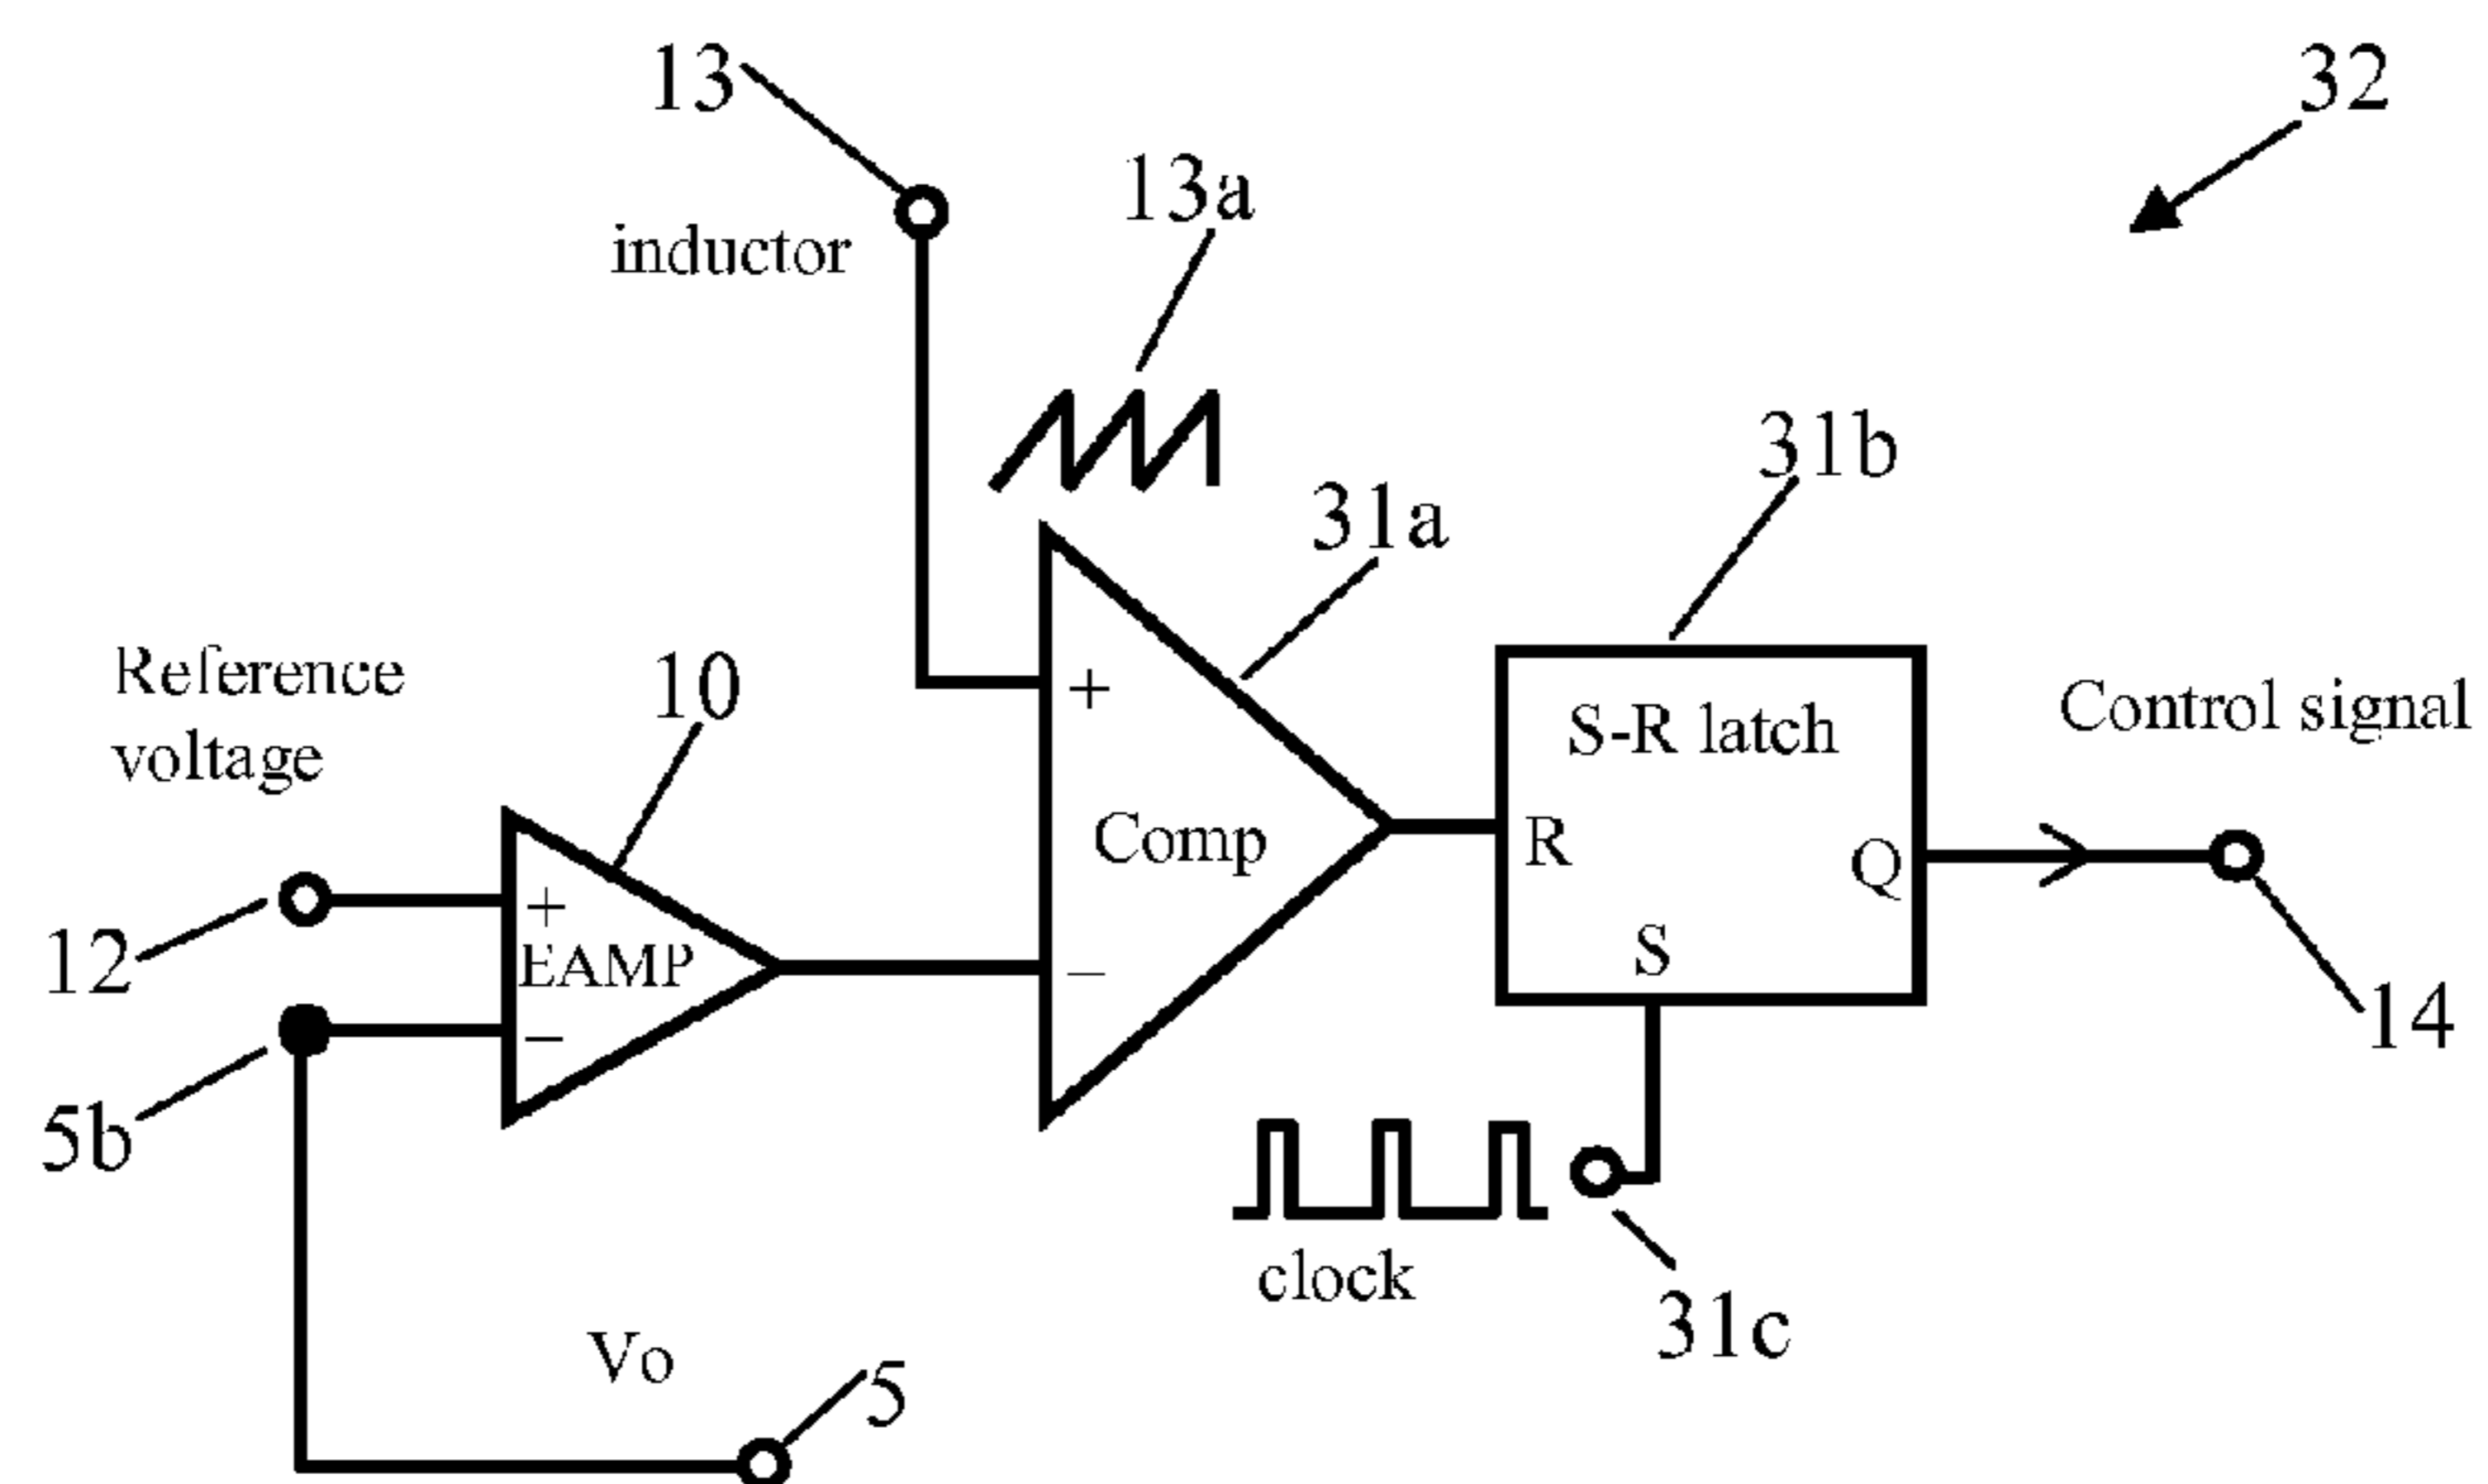 13
32
13a
inductor
31b
31a
Reference
voltage
10
S-R latch
Control signal
+
Comp
R
Q
12
+
EAMP
−
−
S
14
5b
clock
31c
Vo
5